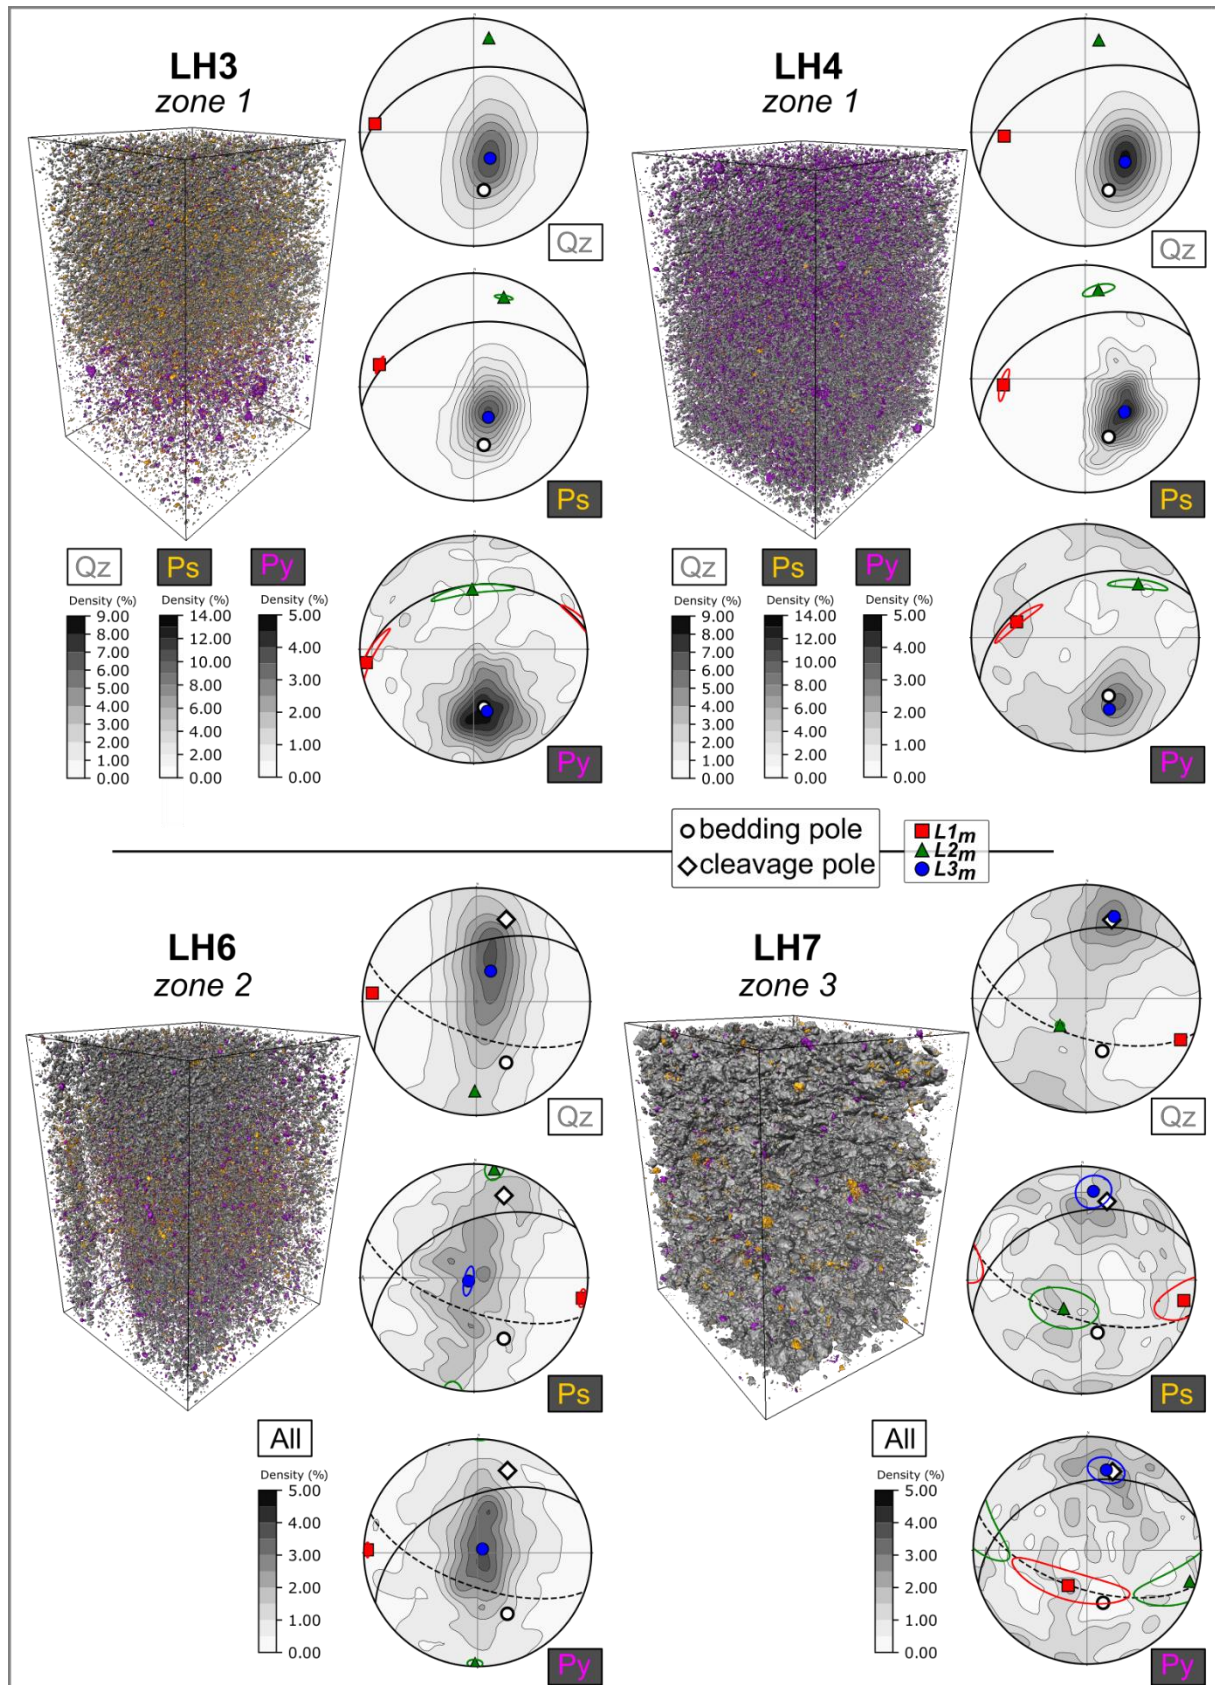 LH3
zone 1
Qz
Ps
Py
Qz
Density (%)
9.00
8.00
7.00
6.00
5.00
4.00
3.00
2.00
1.00
0.00
Ps
Density (%)
14.00
12.00
10.00
8.00
6.00
4.00
2.00
0.00
Py
Density (%)
5.00
4.00
3.00
2.00
1.00
0.00
LH4
zone 1
Qz
Ps
Py
Qz
Density (%)
9.00
8.00
7.00
6.00
5.00
4.00
3.00
2.00
1.00
0.00
Ps
Density (%)
14.00
12.00
10.00
8.00
6.00
4.00
2.00
0.00
Py
Density (%)
5.00
4.00
3.00
2.00
1.00
0.00
bedding pole
cleavage pole
L1m
L2m
L3m
LH6
zone 2
Qz
Ps
Py
All
Density (%)
5.00
4.00
3.00
2.00
1.00
0.00
LH7
zone 3
Qz
Ps
Py
All
Density (%)
5.00
4.00
3.00
2.00
1.00
0.00